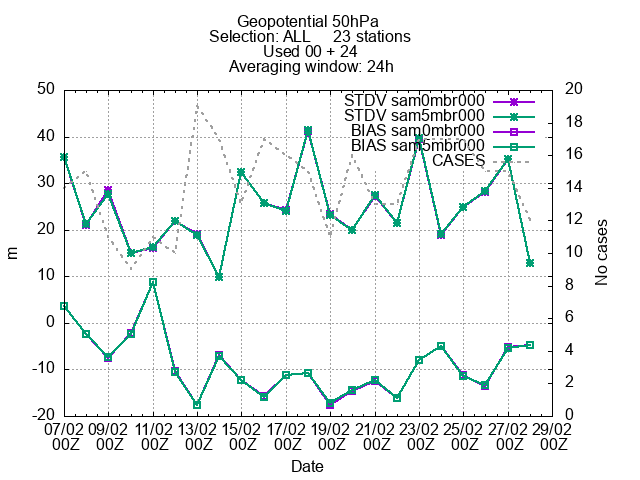 Geopotential 50hPa
Selection: ALL 23 stations
Used 00 + 24
Averaging window: 24h
STDV sam0mbr000
STDV sam5mbr000
BIAS sam0mbr000
BIAS sam5mbr000
CASES
50
40
30
20
10
0
-10
-20
m
20
18
16
14
12
10
8
6
4
2
0
No cases
07/02 09/02 11/02 13/02 15/02 17/02 19/02 21/02 23/02 25/02 27/02 29/02
00Z 00Z 00Z 00Z 00Z 00Z 00Z 00Z 00Z 00Z 00Z 00Z
Date